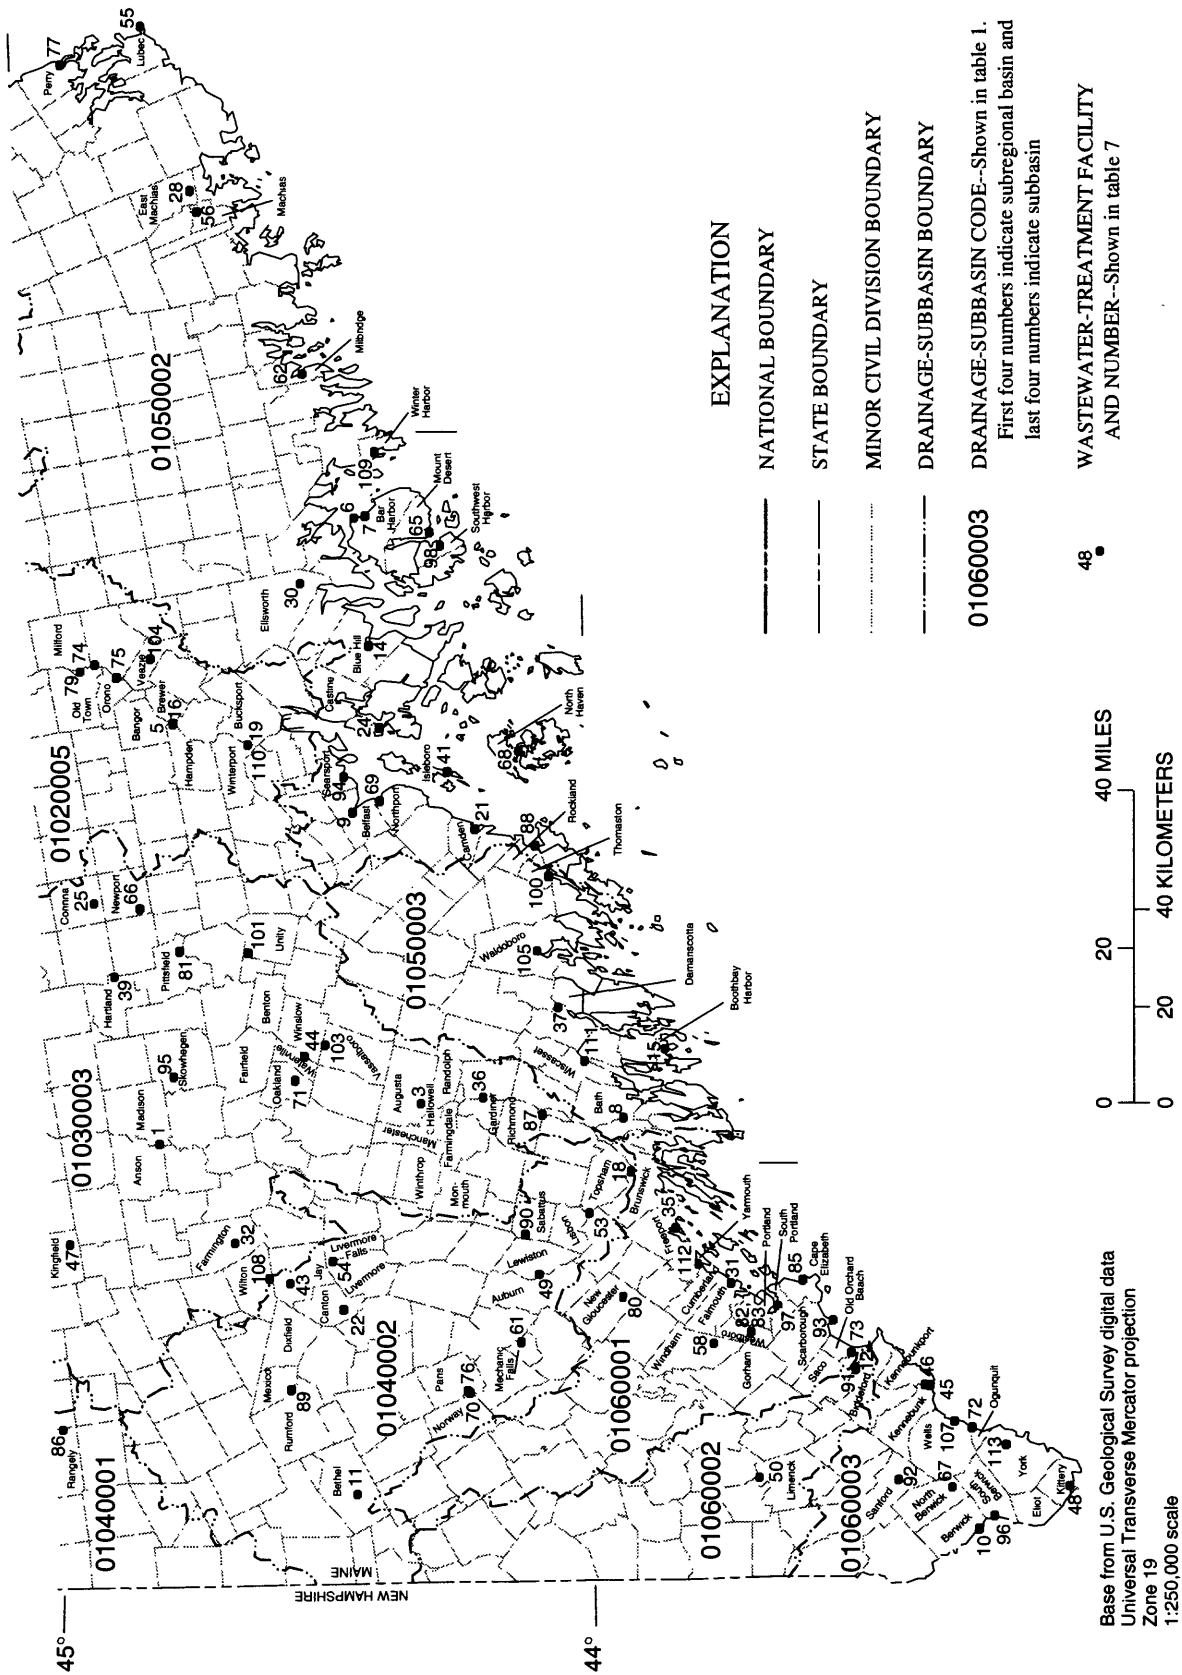 EXPLANATION
NATIONAL BOUNDARY
STATE BOUNDARY
MINOR CIVIL DIVISION BOUNDARY
DRAINAGE-SUBBASIN BOUNDARY
01060003
DRAINAGE-SUBBASIN CODE--Shown in table 1.
First four numbers indicate subregional basin and
last four numbers indicate subbasin
48
WASTEWATER-TREATMENT FACILITY
AND NUMBER--Shown in table 7
45°
44°
NEW HAMPSHIRE
MAINE
01040001
01030003
01020005
01050002
01040002
01050003
01060001
01060002
01060003
Rangely
86
Kingfield
47
Anson
1
Madison
95
Skowhegan
Hartland
39
Corinna
25
Newport
66
Pittsfield
81
101
Unity
Old
Town
79
74
Milford
Orono
75
Veazie
104
Bangor
5
Brewer
16
Hampden
Winterport
110
19
Bucksport
Ellsworth
30
East
Machias
28
56
Machias
Perry
77
55
Lubec
62
Milbridge
109
Winter
Harbor
6
7
Bar
Harbor
65
Mount
Desert
98
Southwest
Harbor
Blue Hill
14
Castine
24
Searsport
94
9
Belfast
69
Northport
Isleboro
41
68
North
Haven
Camden
21
88
Rockland
100
Thomaston
Waldoboro
105
37
Damariscotta
15
Boothbay
Harbor
Wiscasset
111
Bath
8
Fairfield
Benton
Oakland
71
Waterville
Winslow
44
103
Vassalboro
Augusta
3
Hallowell
Manchester
Farmingdale
Randolph
36
Gardiner
Richmond
87
Winthrop
Mon-
mouth
Farmington
32
Wilton
108
43
Jay
54
Livermore
Falls
Livermore
Canton
22
Dixfield
Mexico
Rumford
89
Bethel
11
Norway
70
76
Paris
Mechanic
Falls
61
Auburn
49
Lewiston
90
Sabattus
Lisbon
53
Topsham
18
Brunswick
Freeport
35
112
Yarmouth
New
Gloucester
80
Cumberland
Falmouth
31
Windham
58
Gorham
82
83
Portland
South
Portland
97
85
Cape
Elizabeth
Scarborough
93
Old Orchard
Beach
73
Saco
91
12
Biddeford
Kennebunkport
46
45
Kennebunk
Wells
107
72
Ogunquit
113
York
50
Limerick
Sanford
92
North
Berwick
67
South
Berwick
Berwick
10
96
Eliot
Kittery
48
0 20 40 MILES
0 20 40 KILOMETERS
Base from U.S. Geological Survey digital data
Universal Transverse Mercator projection
Zone 19
1:250,000 scale